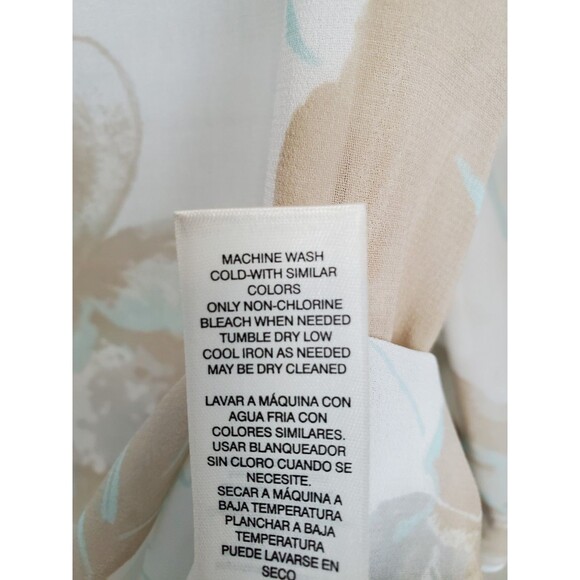 MACHINE WASH
COLD-WITH SIMILAR
COLORS
ONLY NON-CHLORINE
BLEACH WHEN NEEDED
TUMBLE DRY LOW
COOL IRON AS NEEDED
MAY BE DRY CLEANED
LAVAR A MÁQUINA CON
AGUA FRIA CON
COLORES SIMILARES.
USAR BLANQUEADOR
SIN CLORO CUANDO SE
NECESITE.
SECAR A MÁQUINA A
BAJA TEMPERATURA
PLANCHAR A BAJA
TEMPERATURA
PUEDE LAVARSE EN
SECO